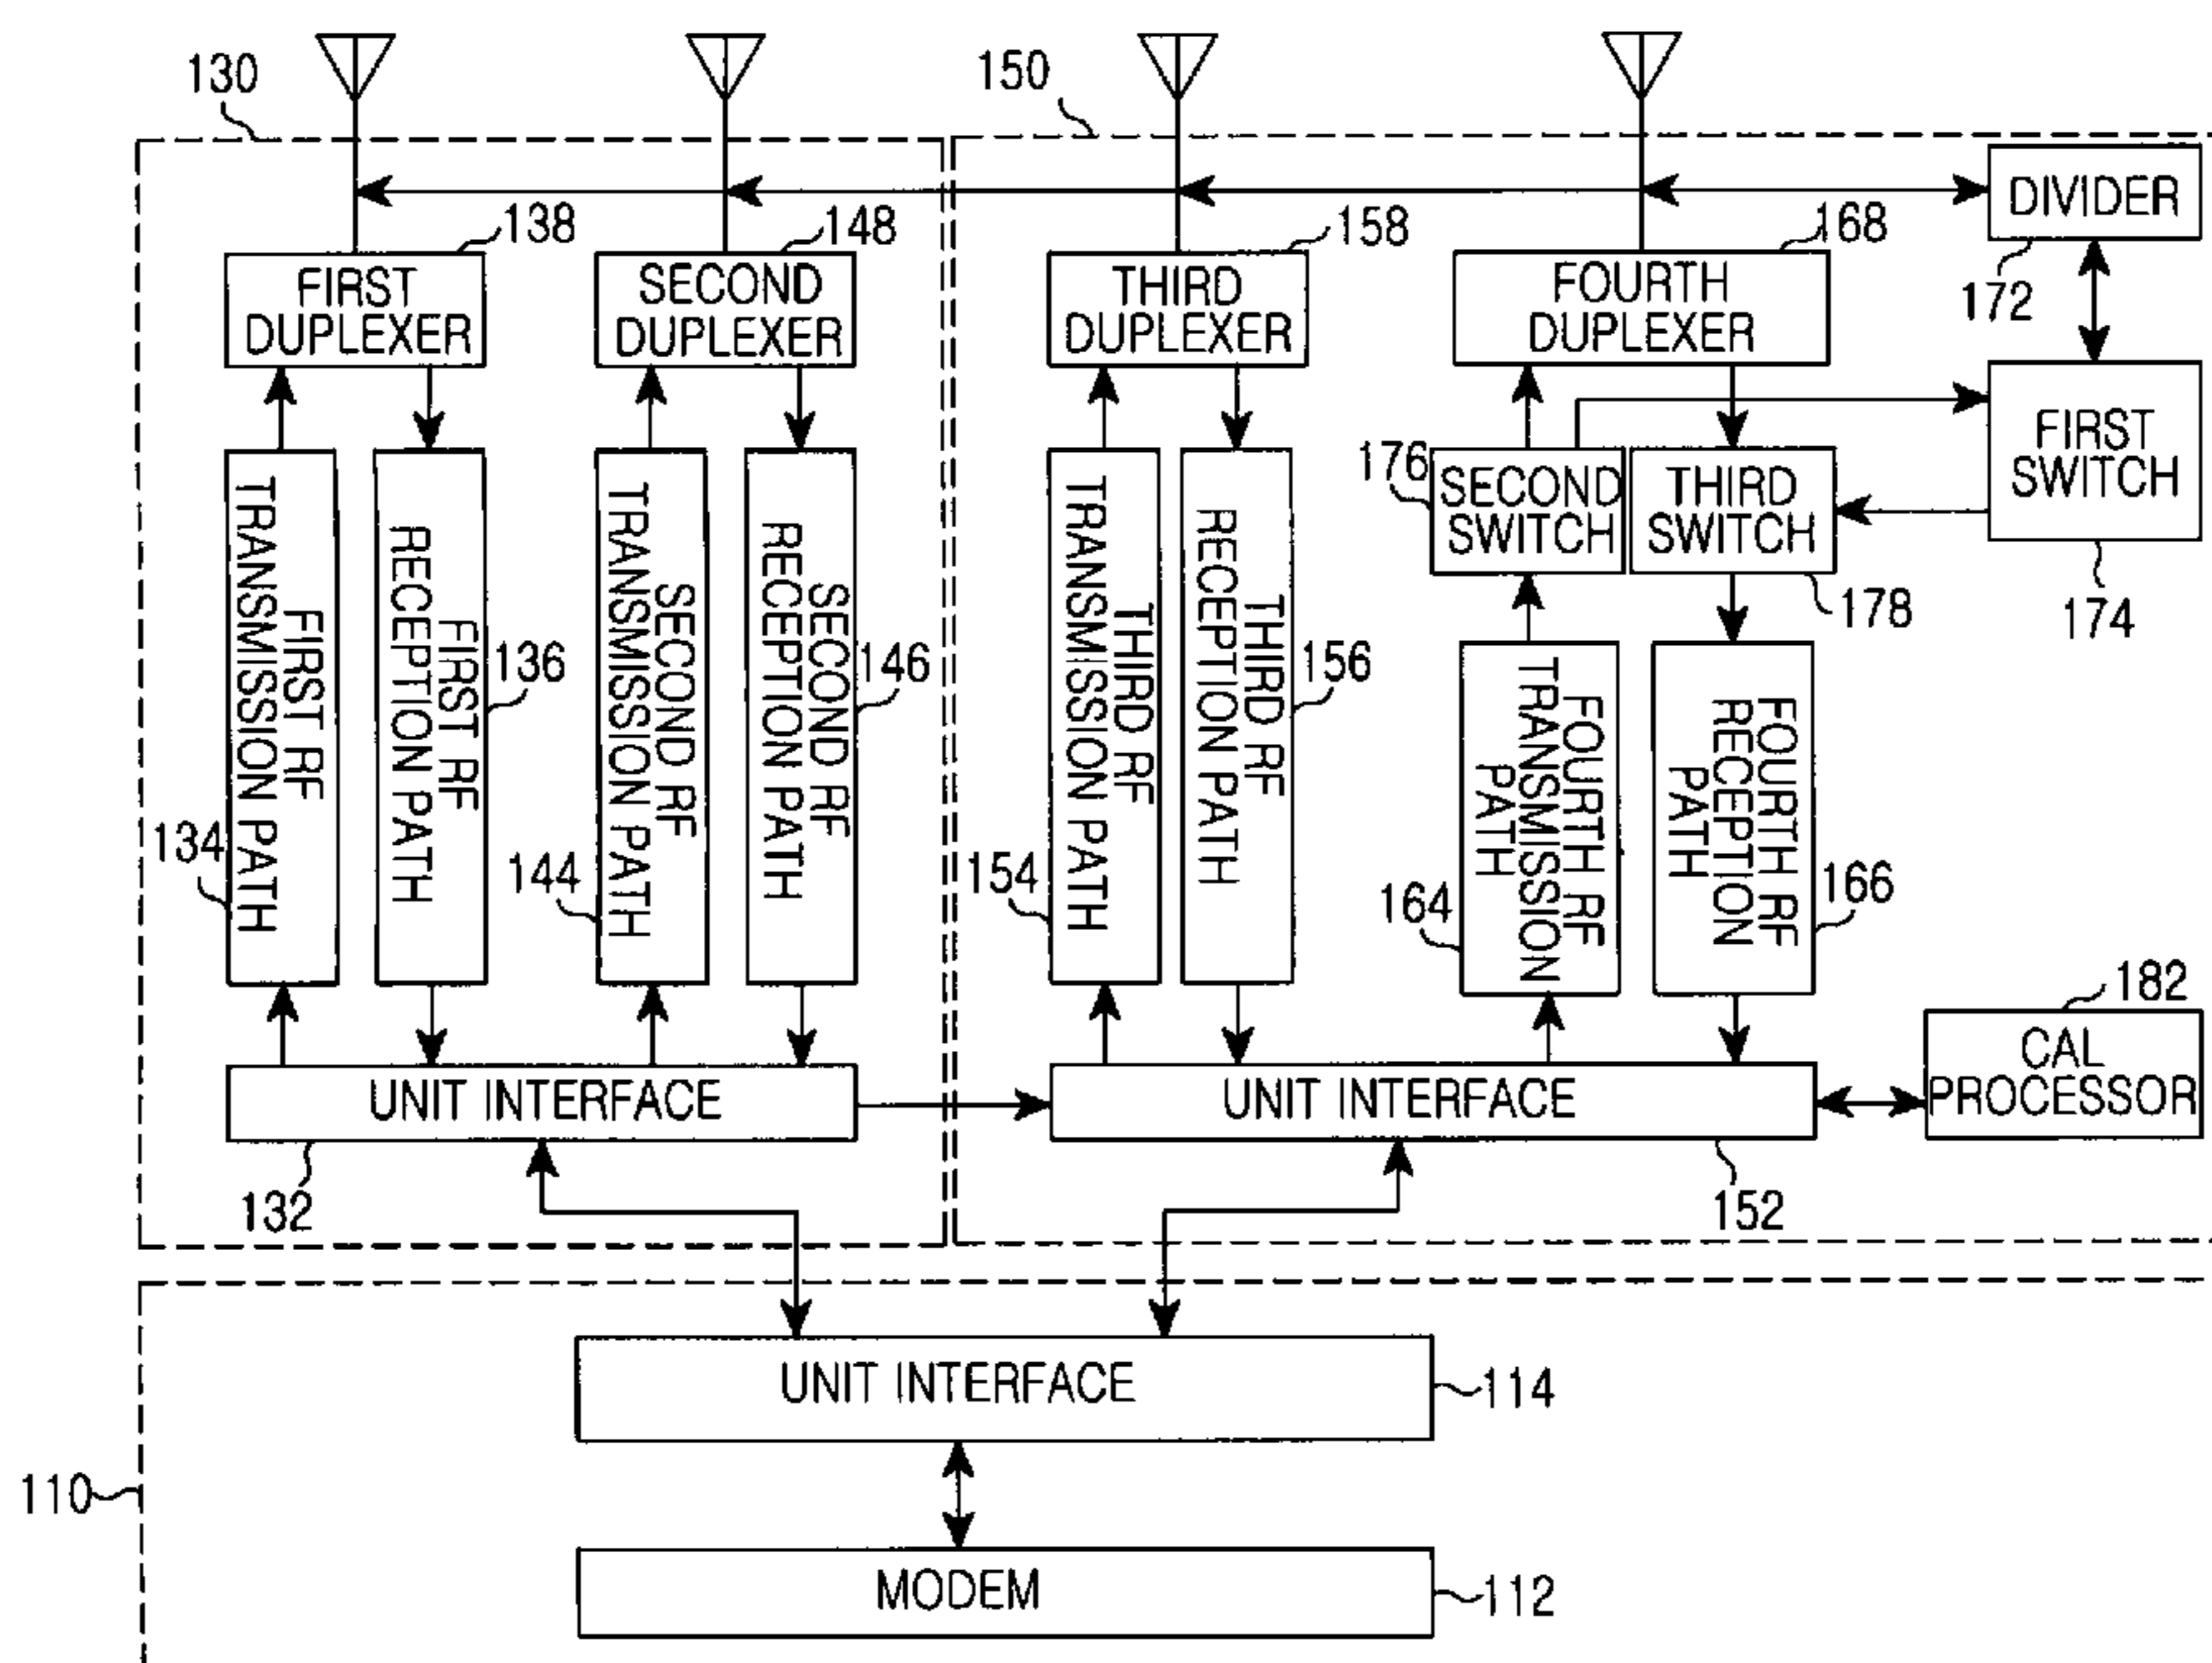 130
150
138
148
158
168
DIVIDER
172
FIRST
DUPLEXER
SECOND
DUPLEXER
THIRD
DUPLEXER
FOURTH
DUPLEXER
FIRST
SWITCH
174
176
SECOND
SWITCH
THIRD
SWITCH
178
FIRST RF
TRANSMISSION PATH
134
FIRST RF
RECEPTION PATH
136
SECOND RF
TRANSMISSION PATH
144
SECOND RF
RECEPTION PATH
146
THIRD RF
TRANSMISSION PATH
154
THIRD RF
RECEPTION PATH
156
FOURTH RF
TRANSMISSION
PATH
164
FOURTH RF
RECEPTION
PATH
166
182
CAL
PROCESSOR
UNIT INTERFACE
132
UNIT INTERFACE
152
UNIT INTERFACE
114
110
MODEM
112